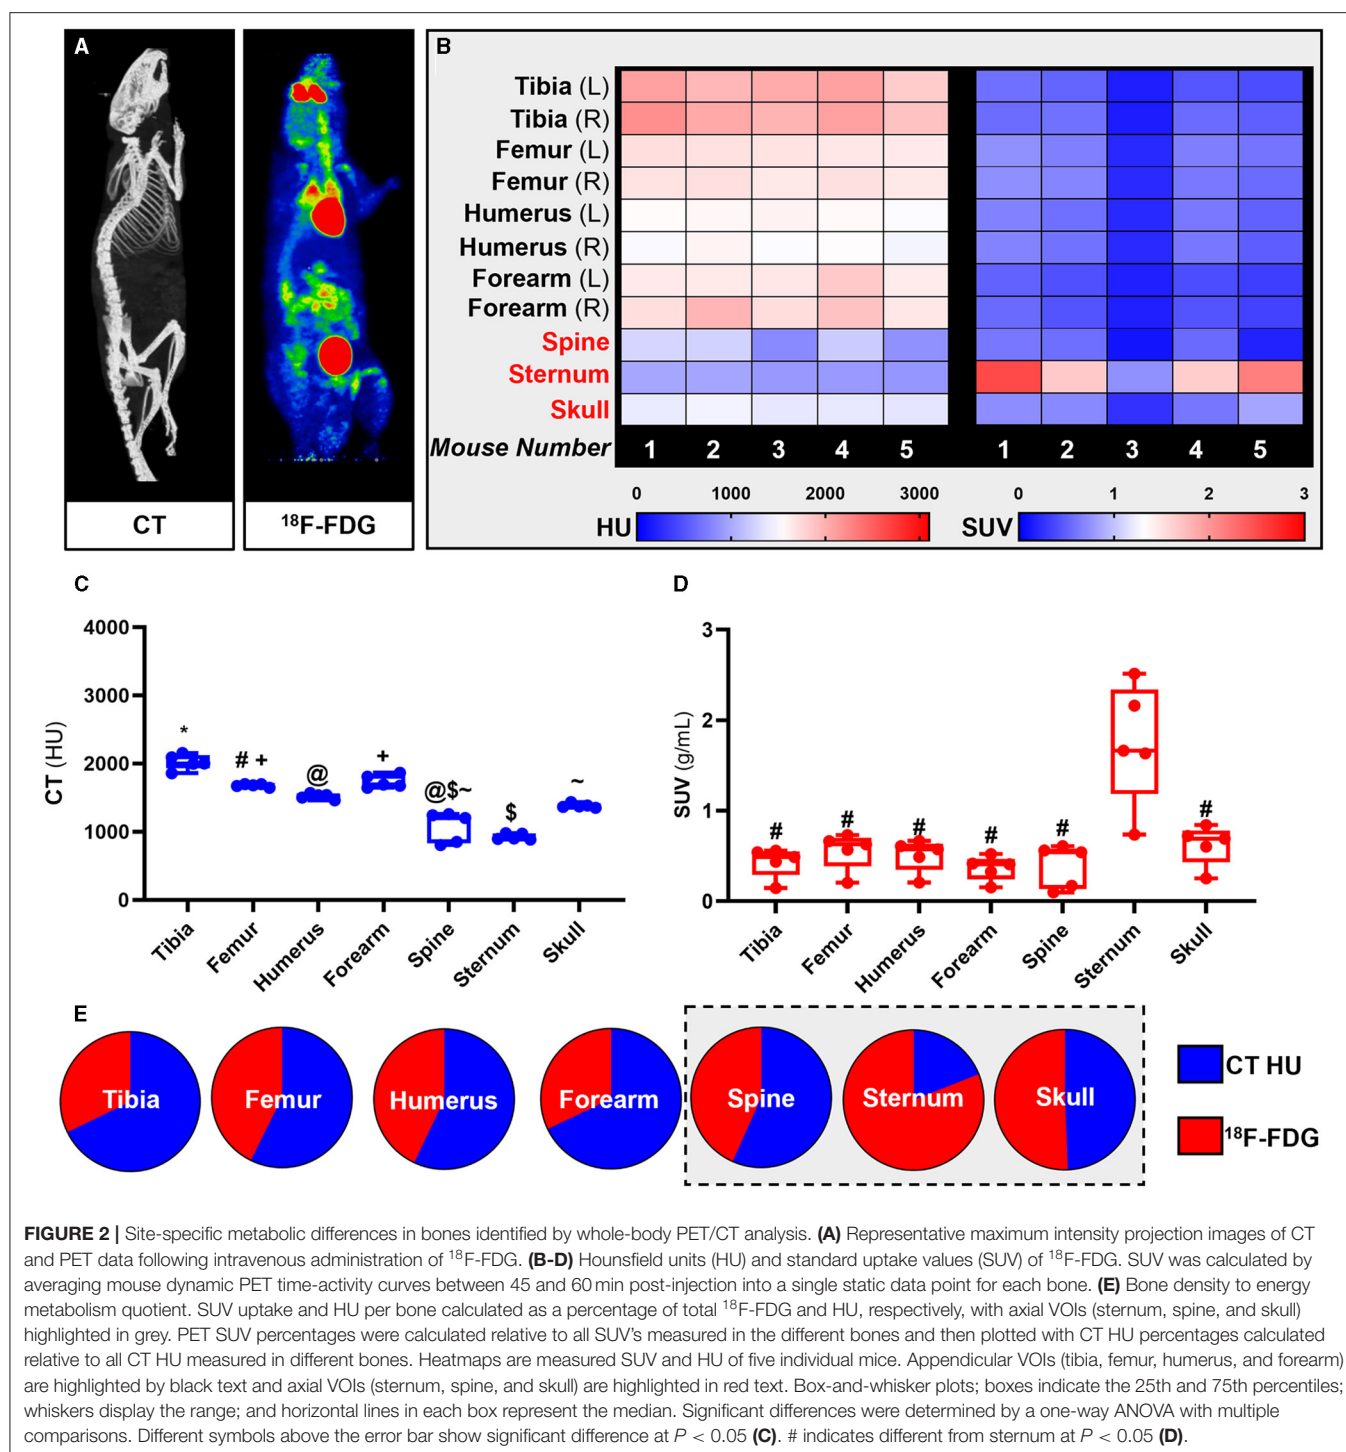 A
CT
18F-FDG
B
Tibia (L)
Tibia (R)
Femur (L)
Femur (R)
Humerus (L)
Humerus (R)
Forearm (L)
Forearm (R)
Spine
Sternum
Skull
Mouse Number 1 2 3 4 5 1 2 3 4 5
0 1000 2000 3000
HU
0 1 2 3
SUV
C
CT (HU)
4000
3000
2000
1000
0
*
# +
@
+
@$~
$
~
Tibia
Femur
Humerus
Forearm
Spine
Sternum
Skull
D
SUV (g/mL)
3
2
1
0
# # # # # #
Tibia
Femur
Humerus
Forearm
Spine
Sternum
Skull
E
Tibia
Femur
Humerus
Forearm
Spine
Sternum
Skull
CT HU
18F-FDG
FIGURE 2 | Site-specific metabolic differences in bones identified by whole-body PET/CT analysis. (A) Representative maximum intensity projection images of CT
and PET data following intravenous administration of 18F-FDG. (B-D) Hounsfield units (HU) and standard uptake values (SUV) of 18F-FDG. SUV was calculated by
averaging mouse dynamic PET time-activity curves between 45 and 60 min post-injection into a single static data point for each bone. (E) Bone density to energy
metabolism quotient. SUV uptake and HU per bone calculated as a percentage of total 18F-FDG and HU, respectively, with axial VOIs (sternum, spine, and skull)
highlighted in grey. PET SUV percentages were calculated relative to all SUV's measured in the different bones and then plotted with CT HU percentages calculated
relative to all CT HU measured in different bones. Heatmaps are measured SUV and HU of five individual mice. Appendicular VOIs (tibia, femur, humerus, and forearm)
are highlighted by black text and axial VOIs (sternum, spine, and skull) are highlighted in red text. Box-and-whisker plots; boxes indicate the 25th and 75th percentiles;
whiskers display the range; and horizontal lines in each box represent the median. Significant differences were determined by a one-way ANOVA with multiple
comparisons. Different symbols above the error bar show significant difference at P < 0.05 (C). # indicates different from sternum at P < 0.05 (D).